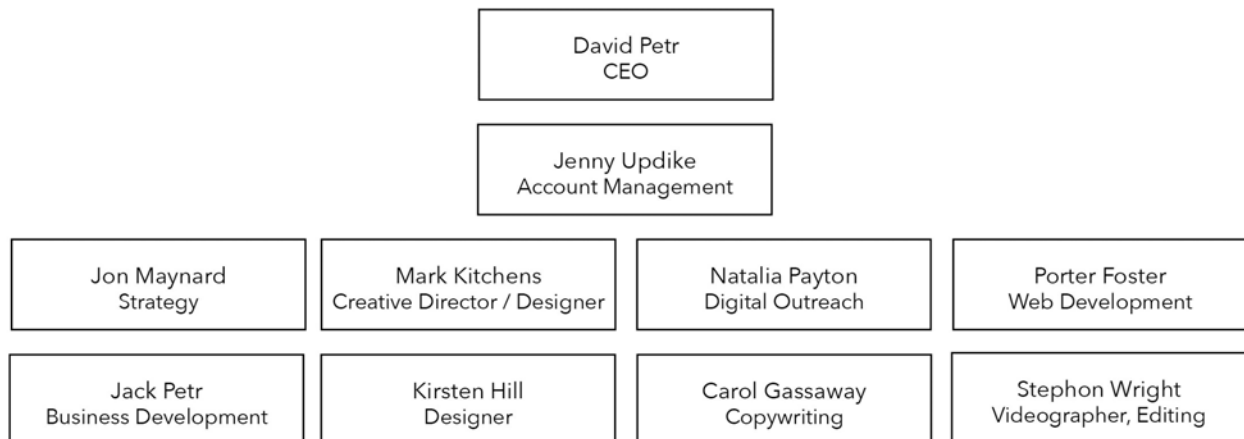 David Petr
CEO
Jenny Updike
Account Management
Jon Maynard
Strategy
Mark Kitchens
Creative Director / Designer
Natalia Payton
Digital Outreach
Porter Foster
Web Development
Jack Petr
Business Development
Kirsten Hill
Designer
Carol Gassaway
Copywriting
Stephon Wright
Videographer, Editing